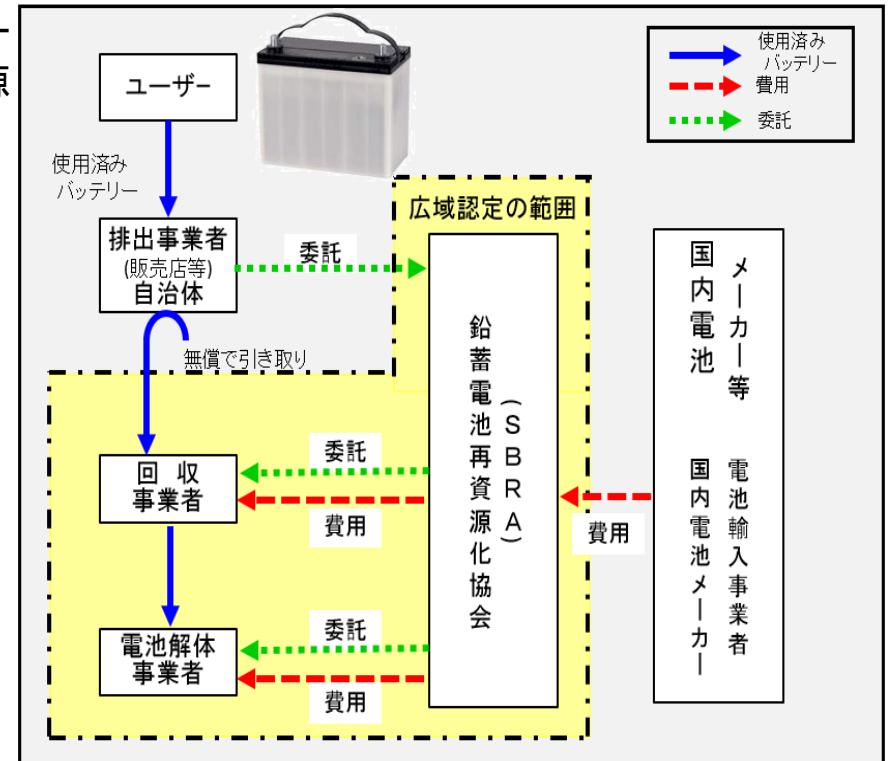 ー
源
ユーザー
使用済み
バッテリー
費用
委託
使用済み
バッテリー
広域認定の範囲
排出事業者
(販売店等)
自治体
委託
無償で引き取り
鉛蓄電池再資源化協会
(SBRA)
国内電池
メーカー等
国内電池メーカー
電池輸入事業者
回 収
事業者
委託
費用
費用
電池解体
事業者
委託
費用